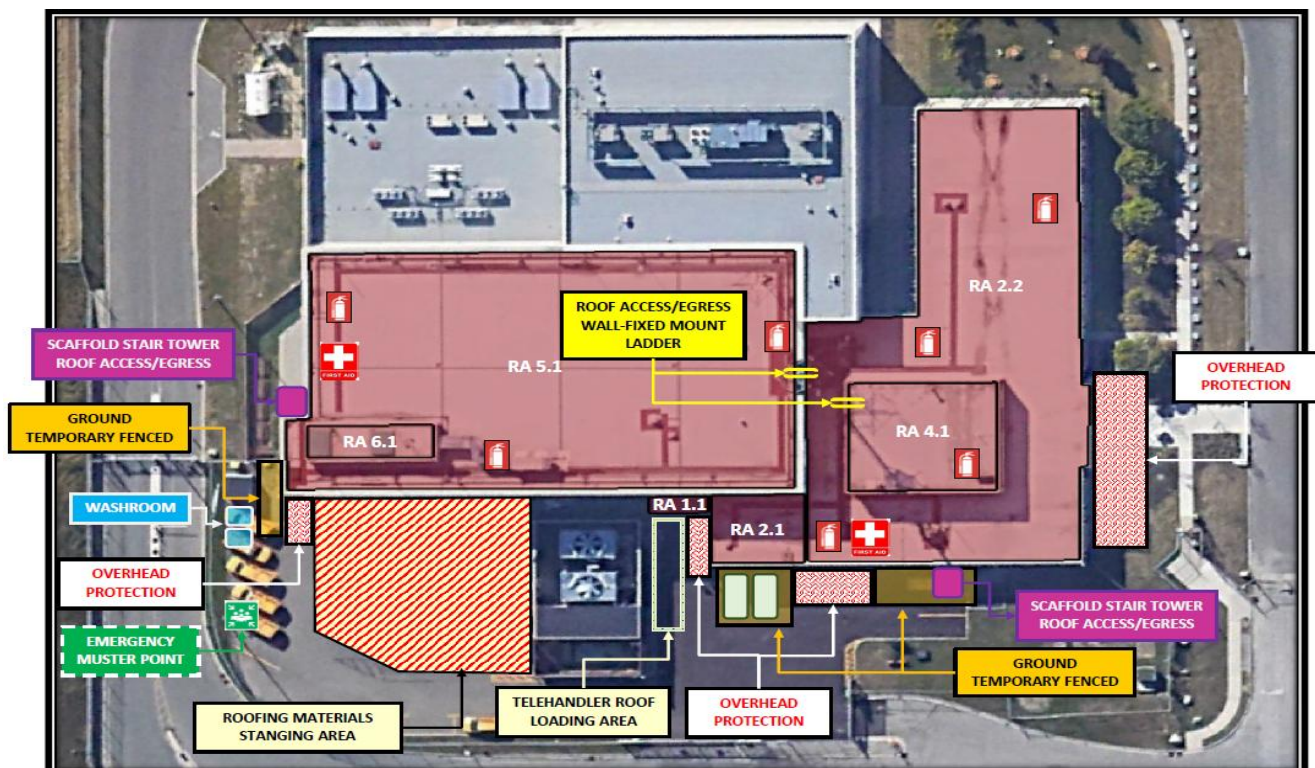 RA 2.2
ROOF ACCESS/EGRESS
WALL-FIXED MOUNT
LADDER
SCAFFOLD STAIR TOWER
ROOF ACCESS/EGRESS
FIRST AID
RA 5.1
OVERHEAD
PROTECTION
GROUND
TEMPORARY FENCED
RA 6.1
RA 4.1
WASHROOM
RA 1.1
RA 2.1
FIRST AID
OVERHEAD
PROTECTION
SCAFFOLD STAIR TOWER
ROOF ACCESS/EGRESS
EMERGENCY
MUSTER POINT
GROUND
TEMPORARY FENCED
ROOFING MATERIALS
STANGING AREA
TELEHANDLER ROOF
LOADING AREA
OVERHEAD
PROTECTION